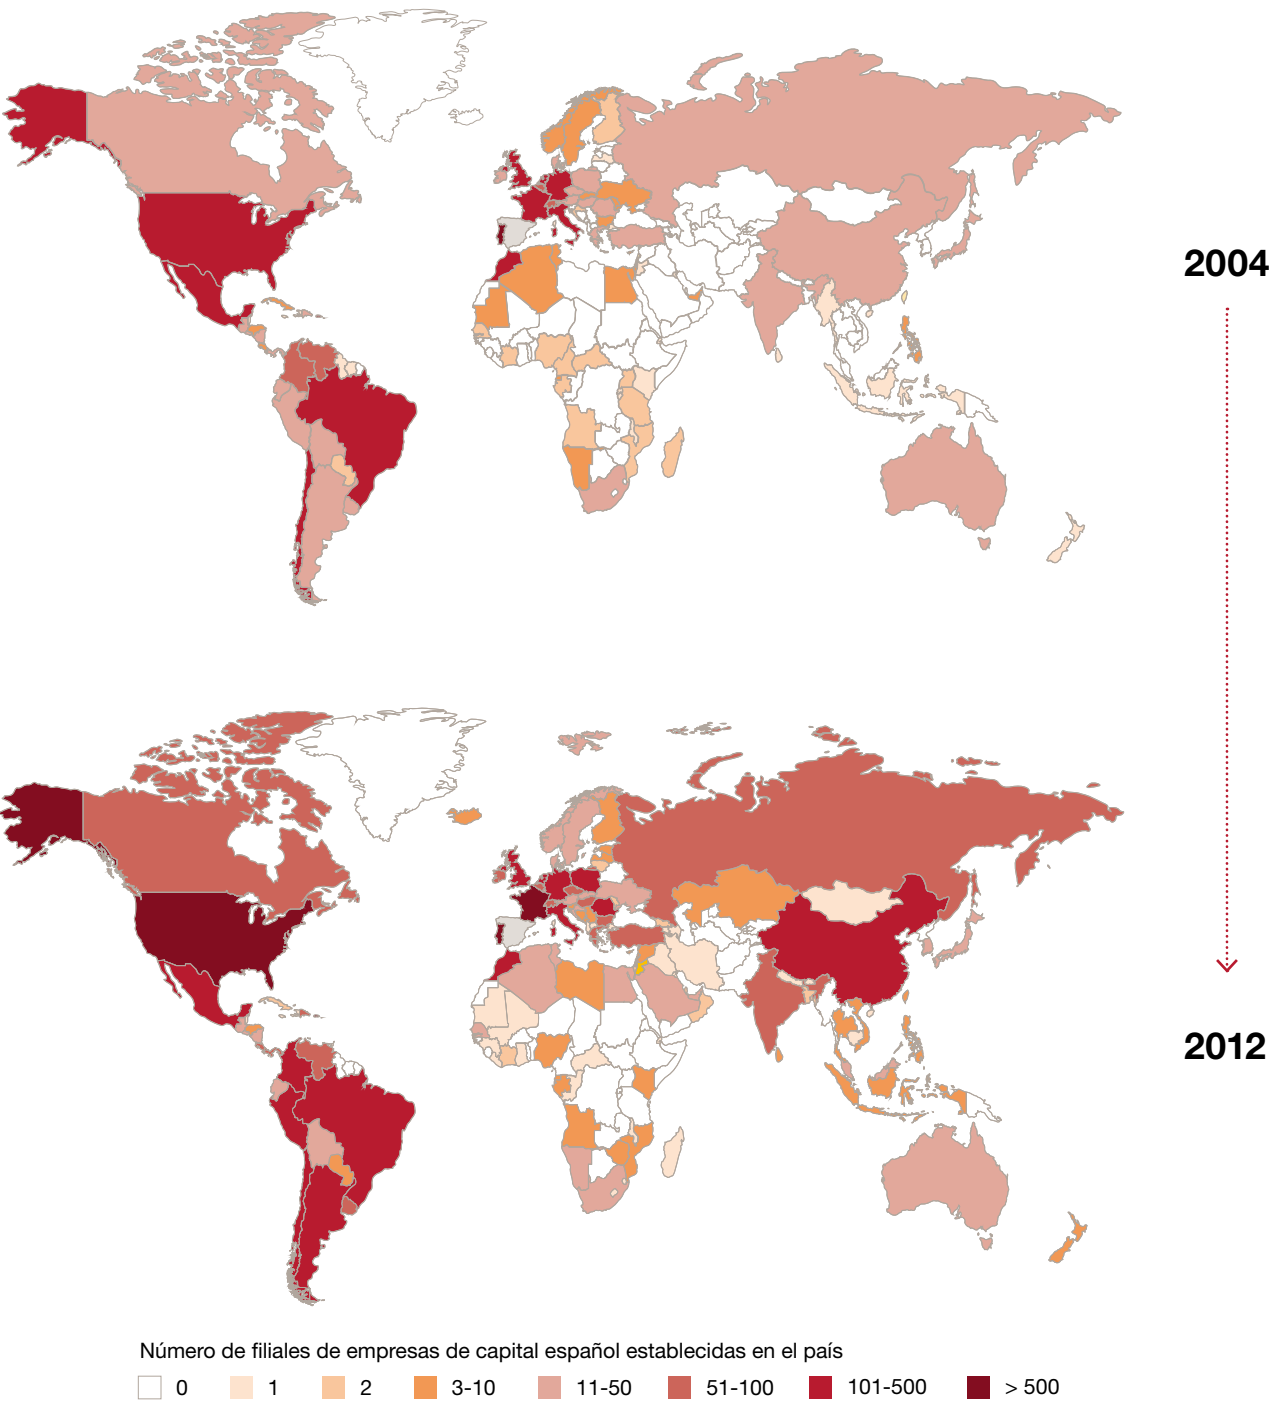 2004
2012
Número de filiales de empresas de capital español establecidas en el país
0 1 2 3-10 11-50 51-100 101-500 > 500